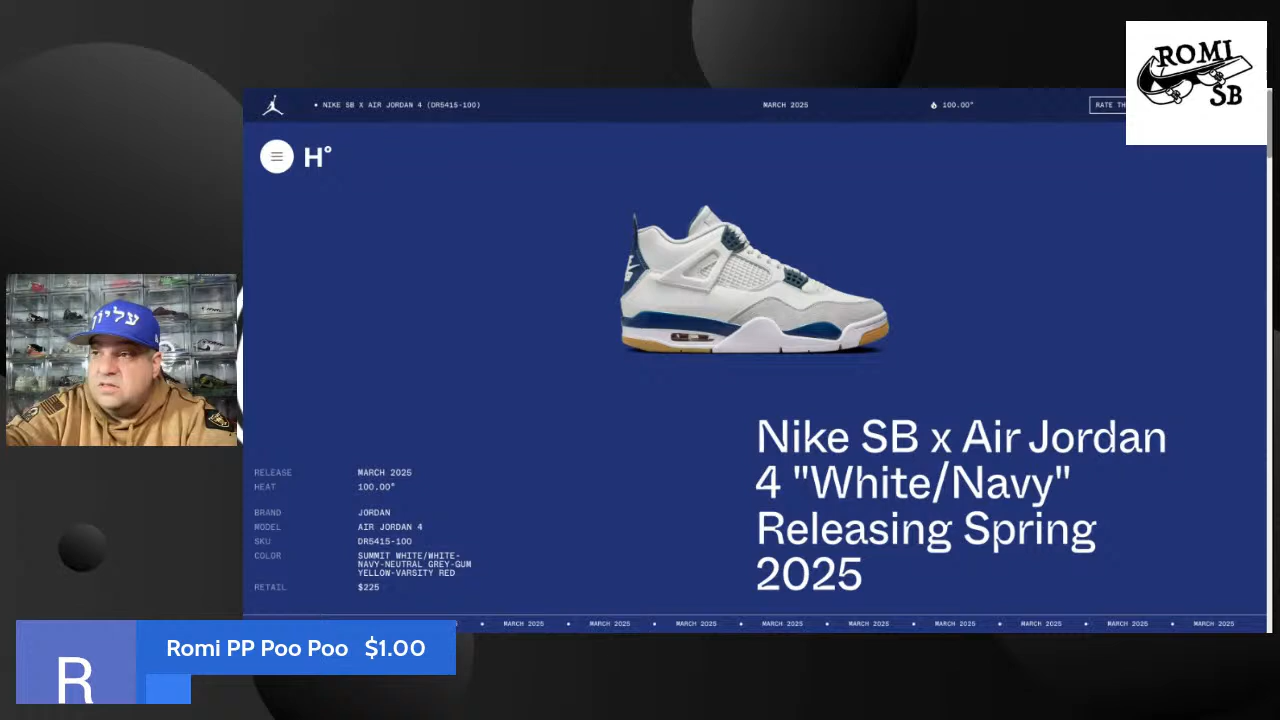 ROMI
SB
• NIKE SB X AIR JORDAN 4 (DR5415-100)
MARCH 2025
100.00°
RATE TH
H°
עליון
Nike SB x Air Jordan
4 "White/Navy"
Releasing Spring
2025
RELEASE MARCH 2025
HEAT 100.00°
BRAND JORDAN
MODEL AIR JORDAN 4
SKU DR5415-100
COLOR SUMMIT WHITE/WHITE-
NAVY-NEUTRAL GREY-GUM
YELLOW-VARSITY RED
RETAIL $225
• MARCH 2025 • MARCH 2025 • MARCH 2025 • MARCH 2025 • MARCH 2025 • MARCH 2025 • MARCH 2025 • MARCH 2025 • MARCH 2025
R
Romi PP Poo Poo $1.00